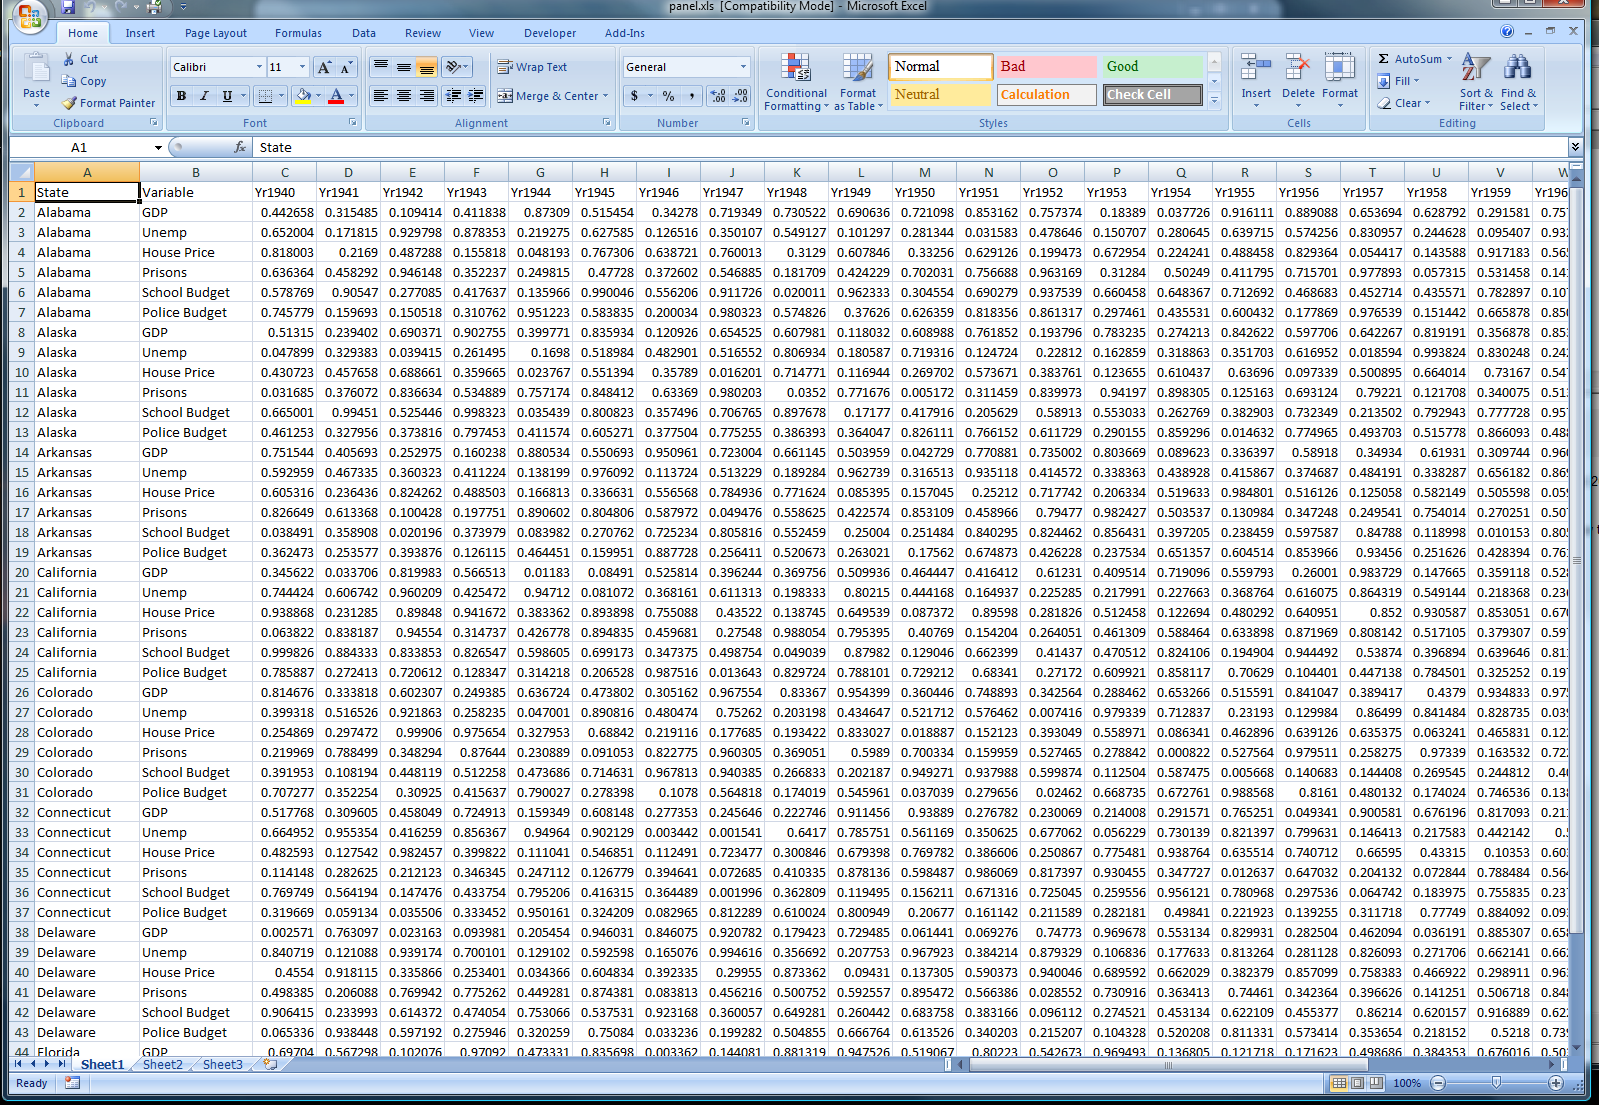 panel.xls [Compatibility Mode] - Microsoft Excel
Home Insert Page Layout Formulas Data Review View Developer Add-Ins
Paste Cut Copy Format Painter Clipboard
Calibri 11 B I U A A A Font
Wrap Text Merge & Center Alignment
General $ % , .00 .0 Number
Conditional Formatting Format as Table Normal Bad Good Neutral Calculation Check Cell Styles
Insert Delete Format Cells
Σ AutoSum Fill Clear Sort & Filter Find & Select Editing
A1 fx State
A B C D E F G H I J K L M N O P Q R S T U V W
1 State Variable Yr1940 Yr1941 Yr1942 Yr1943 Yr1944 Yr1945 Yr1946 Yr1947 Yr1948 Yr1949 Yr1950 Yr1951 Yr1952 Yr1953 Yr1954 Yr1955 Yr1956 Yr1957 Yr1958 Yr1959
2 Alabama GDP 0.442658 0.315485 0.109414 0.411838 0.87309 0.515454 0.34278 0.719349 0.730522 0.690636 0.721098 0.853162 0.757374 0.18389 0.037726 0.916111 0.889088 0.653694 0.628792 0.291581
3 Alabama Unemp 0.652004 0.171815 0.929798 0.878353 0.219275 0.627585 0.126516 0.350107 0.549127 0.101297 0.281344 0.031583 0.478646 0.150707 0.280645 0.639715 0.574256 0.830957 0.244628 0.095407
4 Alabama House Price 0.818003 0.2169 0.487288 0.155818 0.048193 0.767306 0.638721 0.760013 0.3129 0.607846 0.33256 0.629126 0.199473 0.672954 0.224241 0.488458 0.829364 0.054417 0.143588 0.917183
5 Alabama Prisons 0.636364 0.458292 0.946148 0.352237 0.249815 0.47728 0.372602 0.546885 0.181709 0.424229 0.702031 0.756688 0.963169 0.31284 0.50249 0.411795 0.715701 0.977893 0.057315 0.531458
6 Alabama School Budget 0.578769 0.90547 0.277085 0.417637 0.135966 0.990046 0.556206 0.911726 0.020011 0.962333 0.304554 0.690279 0.937539 0.660458 0.648367 0.712692 0.468683 0.452714 0.435571 0.782897
7 Alabama Police Budget 0.745779 0.159693 0.150518 0.310762 0.951223 0.583835 0.200034 0.980323 0.574826 0.37626 0.626359 0.818356 0.861317 0.297461 0.435531 0.600432 0.177869 0.976539 0.151442 0.665878
8 Alaska GDP 0.51315 0.239402 0.690371 0.902755 0.399771 0.835934 0.120926 0.654525 0.607981 0.118032 0.608988 0.761852 0.193796 0.783235 0.274213 0.842622 0.597706 0.642267 0.819191 0.356878
9 Alaska Unemp 0.047899 0.329383 0.039415 0.261495 0.1698 0.518984 0.482901 0.516552 0.806934 0.180587 0.719316 0.124724 0.22812 0.162859 0.318863 0.351703 0.616952 0.018594 0.993824 0.830248
10 Alaska House Price 0.430723 0.457658 0.688661 0.359665 0.023767 0.551394 0.35789 0.016201 0.714771 0.116944 0.269702 0.573671 0.383761 0.123655 0.610437 0.63696 0.097339 0.500895 0.664014 0.73167
11 Alaska Prisons 0.031685 0.376072 0.836634 0.534889 0.757174 0.848412 0.63369 0.980203 0.0352 0.771676 0.005172 0.311459 0.839973 0.94197 0.898305 0.125163 0.693124 0.79221 0.121708 0.340075
12 Alaska School Budget 0.665001 0.99451 0.525446 0.998323 0.035439 0.800823 0.357496 0.706765 0.897678 0.17177 0.417916 0.205629 0.58913 0.553033 0.262769 0.382903 0.732349 0.213502 0.792943 0.777728
13 Alaska Police Budget 0.461253 0.327956 0.373816 0.797453 0.411574 0.605271 0.377504 0.775255 0.386393 0.364047 0.826111 0.766152 0.611729 0.290155 0.859296 0.014632 0.774965 0.493703 0.515778 0.866093
14 Arkansas GDP 0.751544 0.405693 0.252975 0.160238 0.880534 0.550693 0.950961 0.723004 0.661145 0.503959 0.042729 0.770881 0.735002 0.803669 0.089623 0.336397 0.58918 0.34934 0.61931 0.309744
15 Arkansas Unemp 0.592959 0.467335 0.360323 0.411224 0.138199 0.976092 0.113724 0.513229 0.189284 0.962739 0.316513 0.935118 0.414572 0.338363 0.438928 0.415867 0.374687 0.484191 0.338287 0.656182
16 Arkansas House Price 0.605316 0.236436 0.824262 0.488503 0.166813 0.336631 0.556568 0.784936 0.771624 0.085395 0.157045 0.25212 0.717742 0.206334 0.519633 0.984801 0.516126 0.125058 0.582149 0.505598
17 Arkansas Prisons 0.826649 0.613368 0.100428 0.197751 0.890602 0.804806 0.587972 0.049476 0.558625 0.422574 0.853109 0.458966 0.79477 0.982427 0.503537 0.130984 0.347248 0.249541 0.754014 0.270251
18 Arkansas School Budget 0.038491 0.358908 0.020196 0.373979 0.083982 0.270762 0.725234 0.805816 0.552459 0.25004 0.251484 0.840295 0.824462 0.856431 0.397205 0.238459 0.597587 0.84788 0.118998 0.010153
19 Arkansas Police Budget 0.362473 0.253577 0.393876 0.126115 0.464451 0.159951 0.887728 0.256411 0.520673 0.263021 0.17562 0.674873 0.426228 0.237534 0.651357 0.604514 0.853966 0.93456 0.251626 0.428394
20 California GDP 0.345622 0.033706 0.819983 0.566513 0.01183 0.08491 0.525814 0.396244 0.369756 0.509936 0.464447 0.416412 0.61231 0.409514 0.719096 0.559793 0.26001 0.983729 0.147665 0.359118
21 California Unemp 0.744424 0.606742 0.960209 0.425472 0.94712 0.081072 0.368161 0.611313 0.198333 0.80215 0.444168 0.164937 0.225285 0.217991 0.227663 0.368764 0.616075 0.864319 0.549144 0.218368
22 California House Price 0.938868 0.231285 0.89848 0.941672 0.383362 0.893898 0.755088 0.43522 0.138745 0.649539 0.087372 0.89598 0.281826 0.512458 0.122694 0.480292 0.640951 0.852 0.930587 0.853051
23 California Prisons 0.063822 0.838187 0.94554 0.314737 0.426778 0.894835 0.459681 0.27548 0.988054 0.795395 0.40769 0.154204 0.264051 0.461309 0.588464 0.633898 0.871969 0.808142 0.517105 0.379307
24 California School Budget 0.999826 0.884333 0.833853 0.826547 0.598605 0.699173 0.347375 0.498754 0.049039 0.87982 0.129046 0.662399 0.41437 0.470512 0.824106 0.194904 0.944492 0.53874 0.396894 0.639646
25 California Police Budget 0.785887 0.272413 0.720612 0.128347 0.314218 0.206528 0.987516 0.013643 0.829724 0.788101 0.729212 0.68341 0.27172 0.609921 0.858117 0.70629 0.104401 0.447138 0.784501 0.325252
26 Colorado GDP 0.814676 0.333818 0.602307 0.249385 0.636724 0.473802 0.305162 0.967554 0.83367 0.954399 0.360446 0.748893 0.342564 0.288462 0.653266 0.515591 0.841047 0.389417 0.4379 0.934833
27 Colorado Unemp 0.399318 0.516526 0.921863 0.258235 0.047001 0.890816 0.480474 0.75262 0.203198 0.434647 0.521712 0.576462 0.007416 0.979339 0.712837 0.23193 0.129984 0.86499 0.841484 0.828735
28 Colorado House Price 0.254869 0.297472 0.99906 0.975654 0.327953 0.68842 0.219116 0.177685 0.193422 0.833027 0.018887 0.152123 0.393049 0.558971 0.086341 0.462896 0.639126 0.635375 0.063241 0.465831
29 Colorado Prisons 0.219969 0.788499 0.348294 0.87644 0.230889 0.091053 0.822775 0.960305 0.369051 0.5989 0.700334 0.159959 0.527465 0.278842 0.000822 0.527564 0.979511 0.258275 0.97339 0.163532
30 Colorado School Budget 0.391953 0.108194 0.448119 0.512258 0.473686 0.714631 0.967813 0.940385 0.266833 0.202187 0.949271 0.937988 0.599874 0.112504 0.587475 0.005668 0.140683 0.144408 0.269545 0.244812
31 Colorado Police Budget 0.707277 0.352254 0.30925 0.415637 0.790027 0.278398 0.1078 0.564818 0.174019 0.545961 0.037039 0.279656 0.02462 0.668735 0.672761 0.988568 0.8161 0.480132 0.174024 0.746536
32 Connecticut GDP 0.517768 0.309605 0.458049 0.724913 0.159349 0.608148 0.277353 0.245646 0.222746 0.911456 0.93889 0.276782 0.230069 0.214008 0.291571 0.765251 0.049341 0.900581 0.676196 0.817093
33 Connecticut Unemp 0.664952 0.955354 0.416259 0.856367 0.94964 0.902129 0.003442 0.001541 0.6417 0.785751 0.561169 0.350625 0.677062 0.056229 0.730139 0.821397 0.799631 0.146413 0.217583 0.442142
34 Connecticut House Price 0.482593 0.127542 0.982457 0.399822 0.111041 0.546851 0.112491 0.723477 0.300846 0.679398 0.769782 0.386606 0.250867 0.775481 0.938764 0.635514 0.740712 0.66595 0.43315 0.10353
35 Connecticut Prisons 0.114148 0.282625 0.212123 0.346345 0.247112 0.126779 0.394641 0.072685 0.410335 0.878136 0.598487 0.986069 0.817397 0.930455 0.347727 0.012637 0.647032 0.204132 0.072844 0.788484
36 Connecticut School Budget 0.769749 0.564194 0.147476 0.433754 0.795206 0.416315 0.364489 0.001996 0.362809 0.119495 0.156211 0.671316 0.725045 0.259556 0.956121 0.780968 0.297536 0.064742 0.183975 0.755835
37 Connecticut Police Budget 0.319669 0.059134 0.035506 0.333452 0.950161 0.324209 0.082965 0.812289 0.610024 0.800949 0.20677 0.161142 0.211589 0.282181 0.49841 0.221923 0.139255 0.311718 0.77749 0.884092
38 Delaware GDP 0.002571 0.763097 0.023163 0.093981 0.205454 0.946031 0.846075 0.920782 0.179423 0.729485 0.061441 0.069276 0.74773 0.969678 0.553134 0.829931 0.282504 0.462094 0.036191 0.885307
39 Delaware Unemp 0.840719 0.121088 0.939174 0.700101 0.129102 0.592598 0.165076 0.994616 0.356692 0.207753 0.967923 0.384214 0.879329 0.106836 0.177633 0.813264 0.281128 0.826093 0.271706 0.662141
40 Delaware House Price 0.4554 0.918115 0.335866 0.253401 0.034366 0.604834 0.392335 0.29955 0.873362 0.09431 0.137305 0.590373 0.940046 0.689592 0.662029 0.382379 0.857099 0.758383 0.466922 0.298911
41 Delaware Prisons 0.498385 0.206088 0.769942 0.775262 0.449281 0.874381 0.083813 0.456216 0.500752 0.592557 0.895472 0.566386 0.028552 0.730916 0.363413 0.74461 0.342364 0.396626 0.141251 0.506718
42 Delaware School Budget 0.906415 0.233993 0.614372 0.474054 0.753066 0.537531 0.923168 0.360057 0.649281 0.260442 0.683758 0.383166 0.096112 0.274521 0.453134 0.622109 0.455377 0.86214 0.620157 0.916889
43 Delaware Police Budget 0.065336 0.938448 0.597192 0.275946 0.320259 0.75084 0.033236 0.199282 0.504855 0.666764 0.613526 0.340203 0.215207 0.104328 0.520208 0.811331 0.573414 0.353654 0.218152 0.5218
44 Florida GDP 0.69704 0.567298 0.102076 0.97092 0.473331 0.835698 0.003362 0.144081 0.881319 0.947526 0.519067 0.80223 0.542673 0.969493 0.136805 0.121718 0.171623 0.498686 0.384353 0.676016
Sheet1 Sheet2 Sheet3
Ready 100%